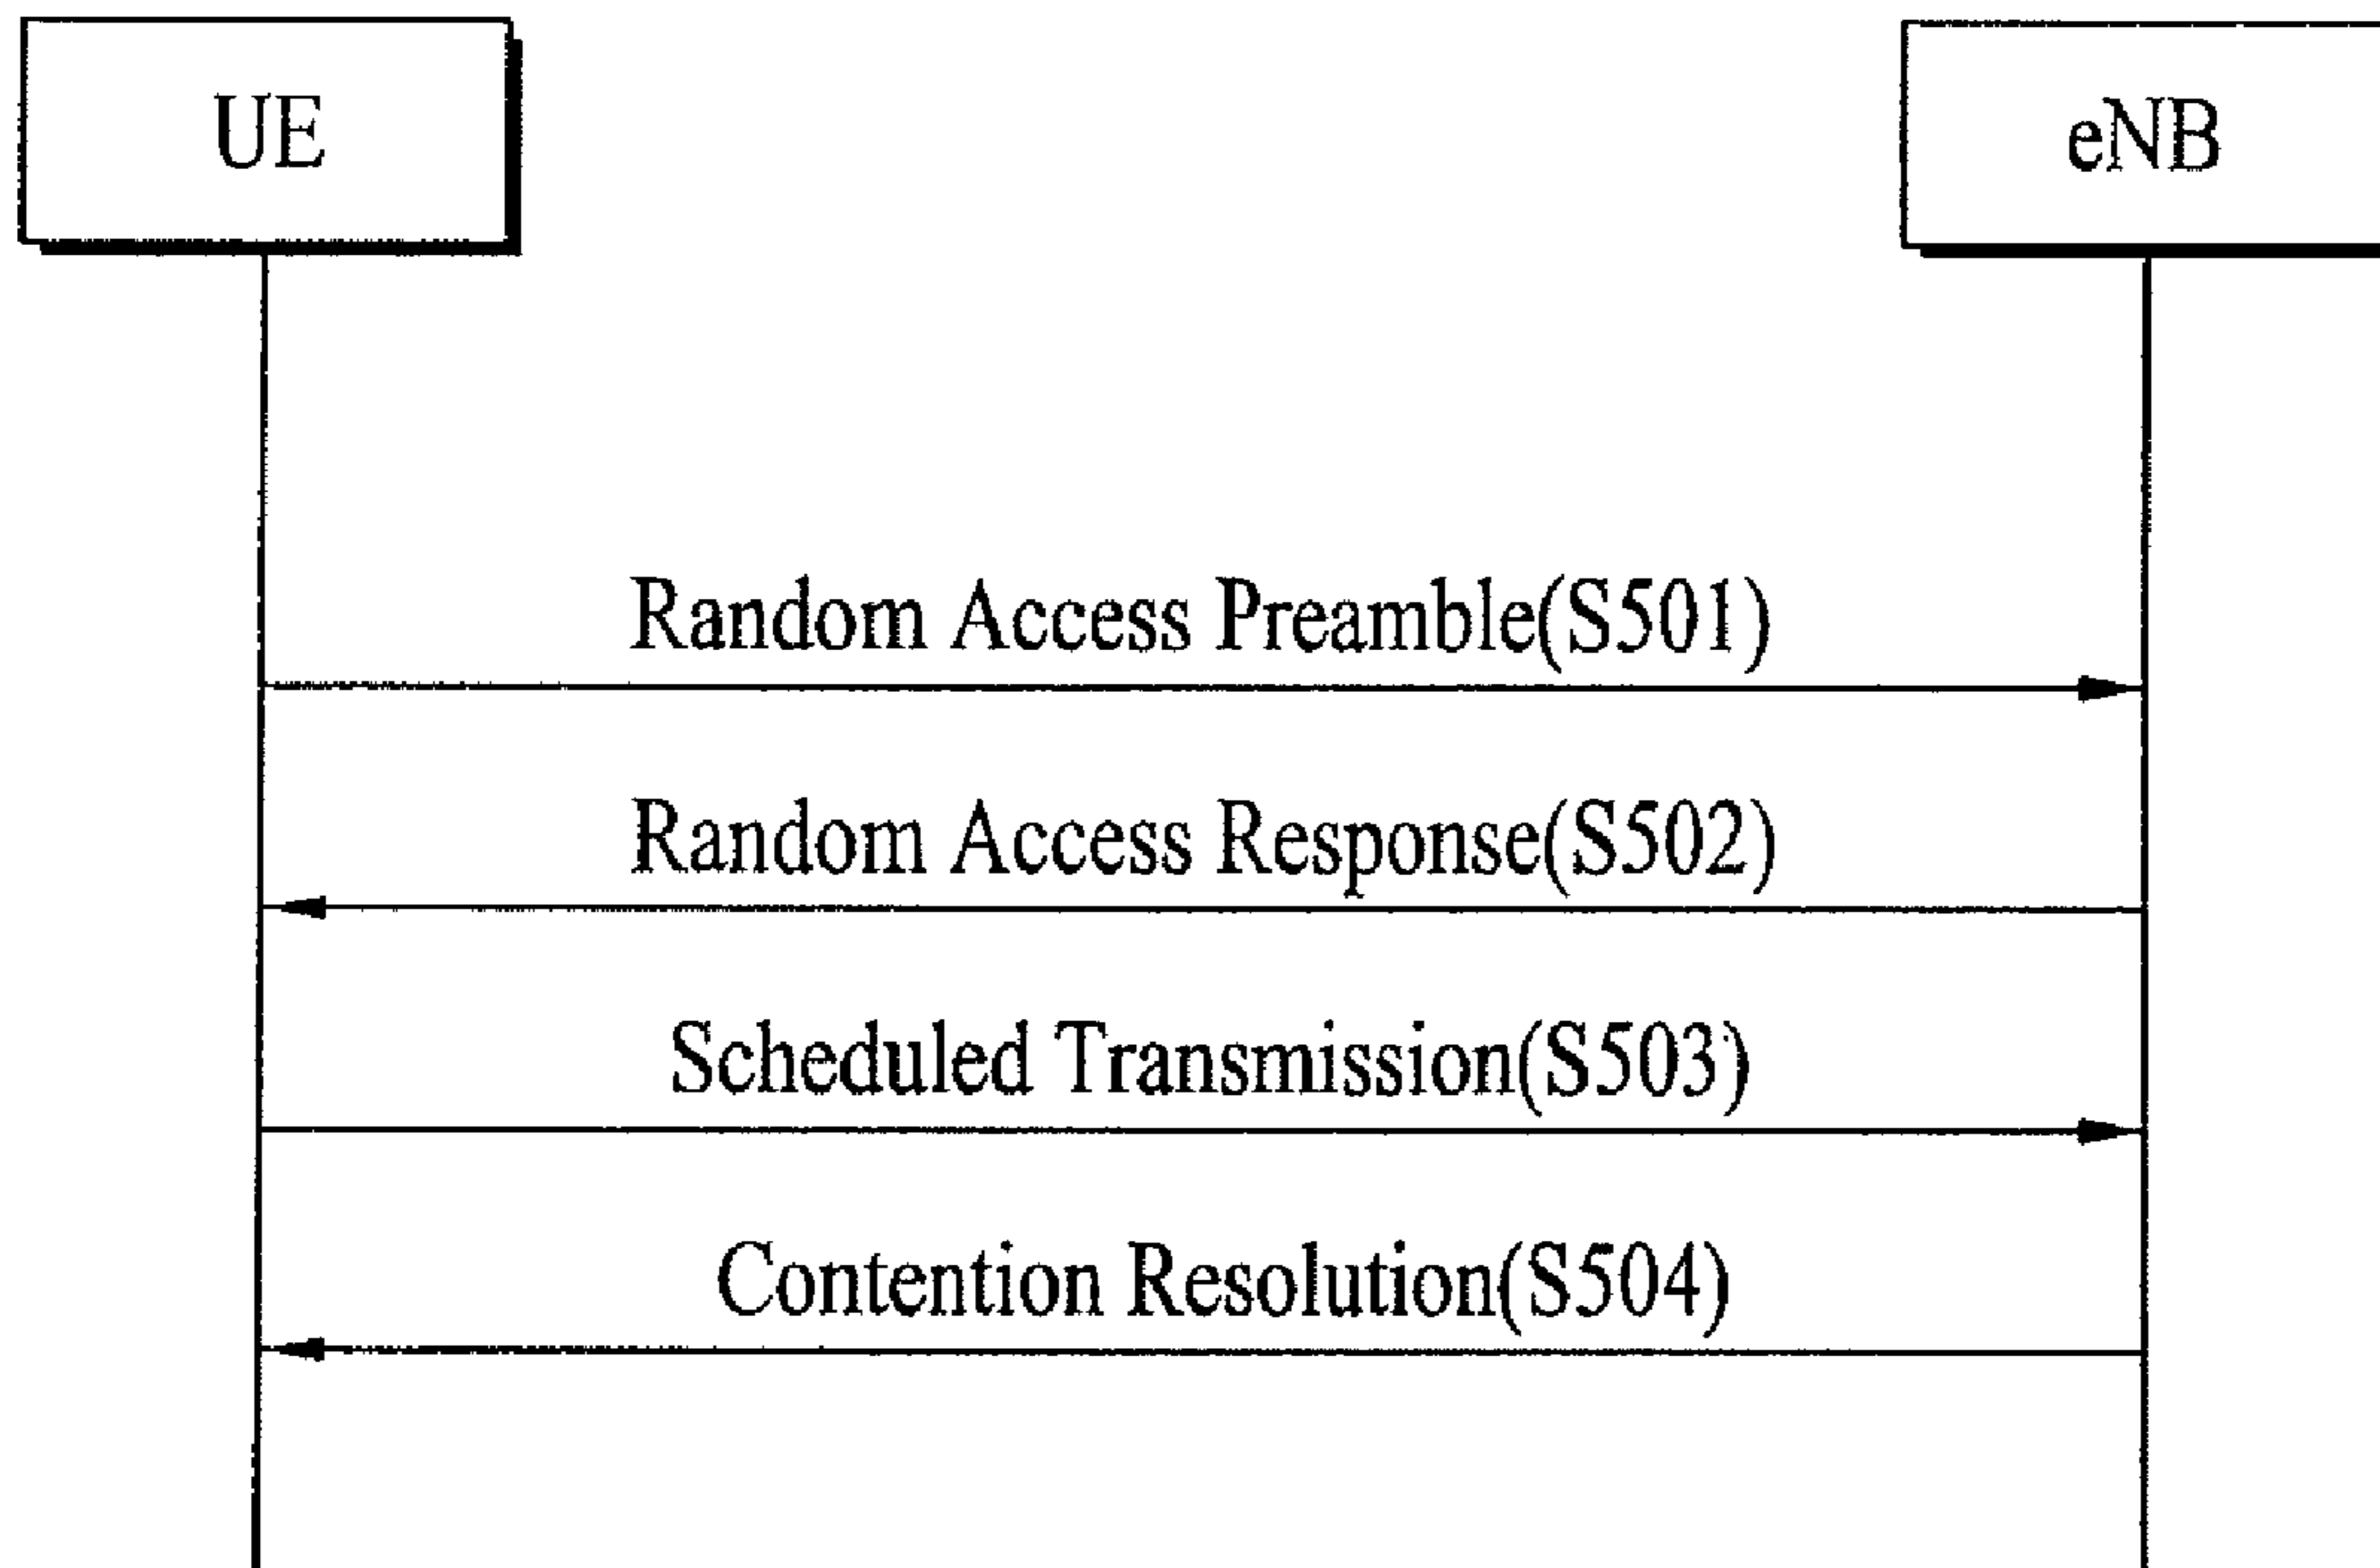 UE
eNB
Random Access Preamble(S501)
Random Access Response(S502)
Scheduled Transmission(S503)
Contention Resolution(S504)